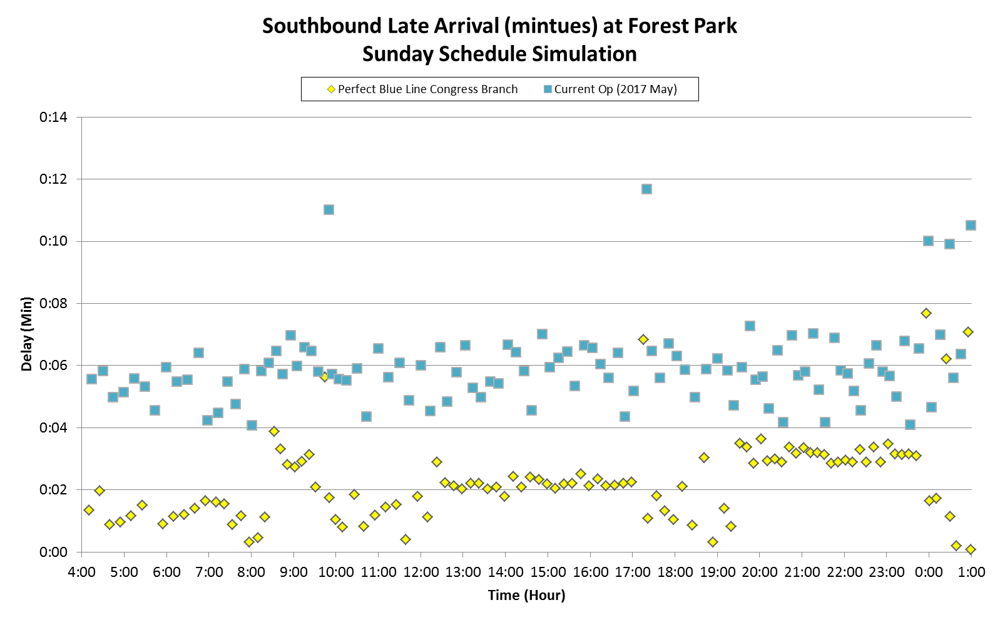 Southbound Late Arrival (mintues) at Forest Park
Sunday Schedule Simulation
Perfect Blue Line Congress Branch
Current Op (2017 May)
0:14
0:12
0:10
0:08
0:06
0:04
0:02
0:00
Delay (Min)
4:00 5:00 6:00 7:00 8:00 9:00 10:00 11:00 12:00 13:00 14:00 15:00 16:00 17:00 18:00 19:00 20:00 21:00 22:00 23:00 0:00 1:00
Time (Hour)